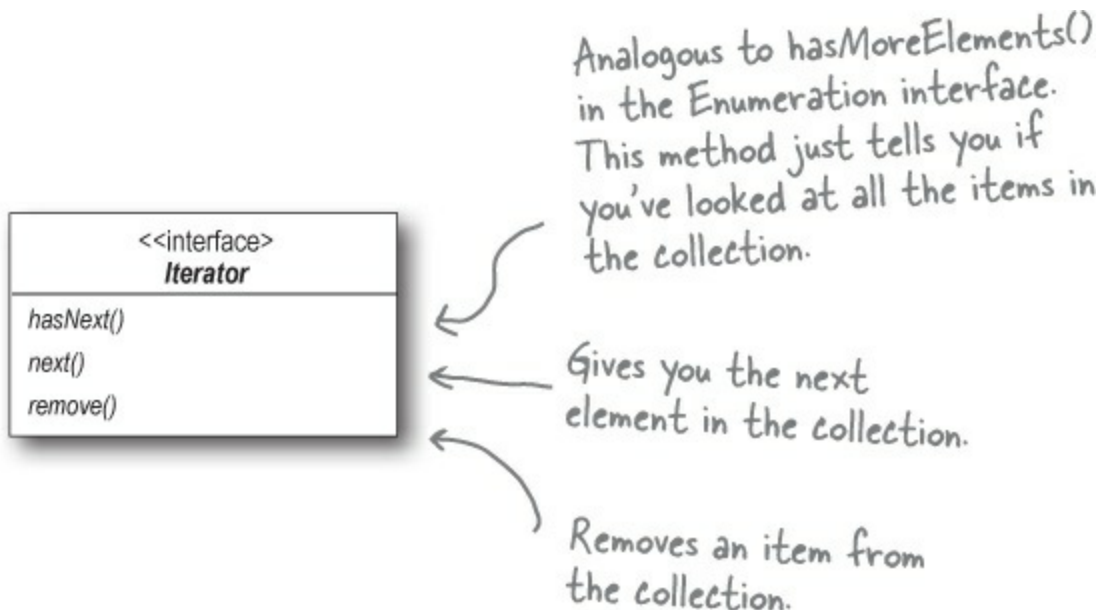 Analogous to hasMoreElements()
in the Enumeration interface.
This method just tells you if
you've looked at all the items in
the collection.
<<interface>
Iterator
hasNext()
next()
remove()
Gives you the next
element in the collection.
Removes an item from
the collection.